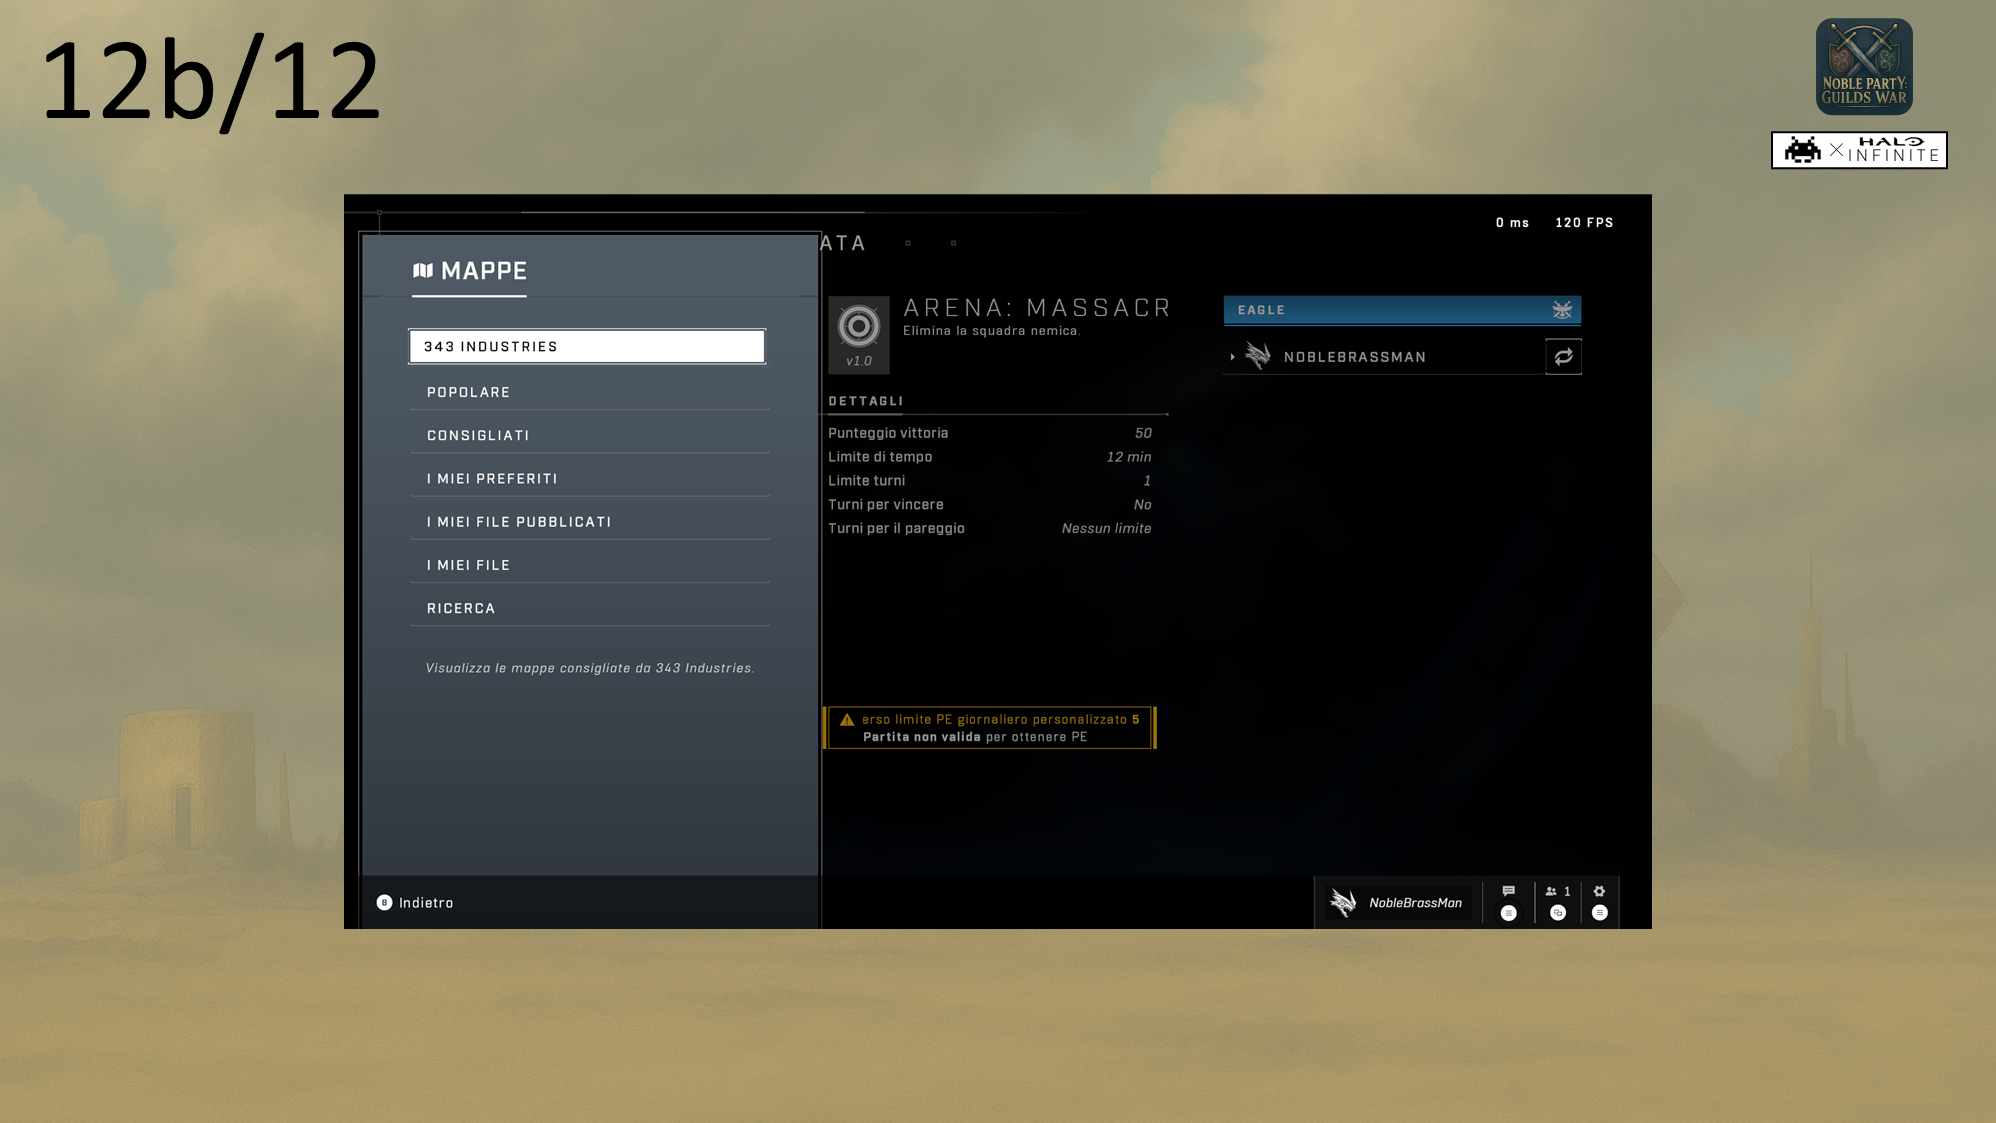 12b/12
NOBLE PARTY:
GUILDS WAR
HALO
INFINITE
0 ms 120 FPS
ATA
MAPPE
343 INDUSTRIES
POPOLARE
CONSIGLIATI
I MIEI PREFERITI
I MIEI FILE PUBBLICATI
I MIEI FILE
RICERCA
Visualizza le mappe consigliate da 343 Industries.
B Indietro
ARENA: MASSACR
Elimina la squadra nemica.
v1.0
DETTAGLI
Punteggio vittoria 50
Limite di tempo 12 min
Limite turni 1
Turni per vincere No
Turni per il pareggio Nessun limite
erso limite PE giornaliero personalizzato 5
Partita non valida per ottenere PE
EAGLE
NOBLEBRASSMAN
NobleBrassMan
1